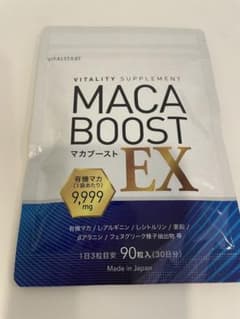 VITALSTART
VITALITY SUPPLEMENT
MACA
BOOST
マカブースト
EX
有機マカ
(1袋あたり)
9,999
mg
有機マカ / L アルギニン / L シトルリン / 亜鉛 /
βアラニン / フェヌグリーク種子抽出物 等
1日3粒目安 90粒入(30日分)
Made in Japan